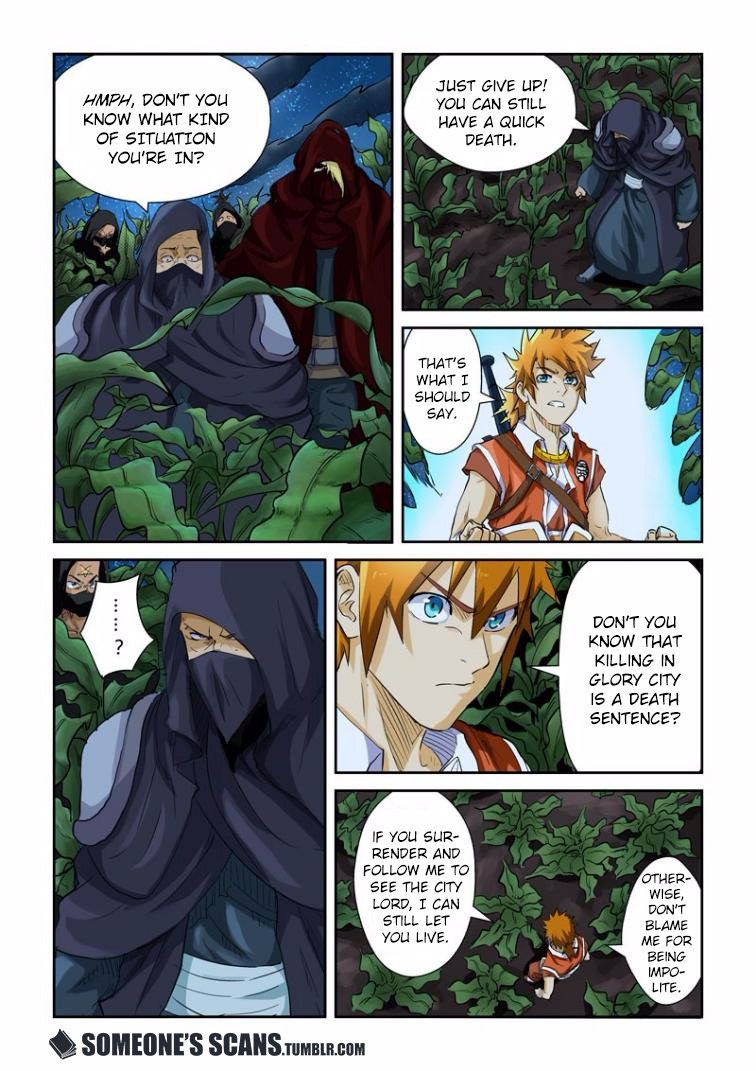 HMPH, DON'T YOU
KNOW WHAT KIND
OF SITUATION
YOU'RE IN?
JUST GIVE UP!
YOU CAN STILL
HAVE A QUICK
DEATH.
THAT'S
WHAT I
SHOULD
SAY.
......?
DON'T YOU
KNOW THAT
KILLING IN
GLORY CITY
IS A DEATH
SENTENCE?
IF YOU SUR-
RENDER AND
FOLLOW ME TO
SEE THE CITY
LORD, I CAN
STILL LET
YOU LIVE.
OTHER-
WISE,
DON'T
BLAME
ME FOR
BEING
IMPO-
LITE.
SOMEONE'S SCANS.TUMBLR.COM